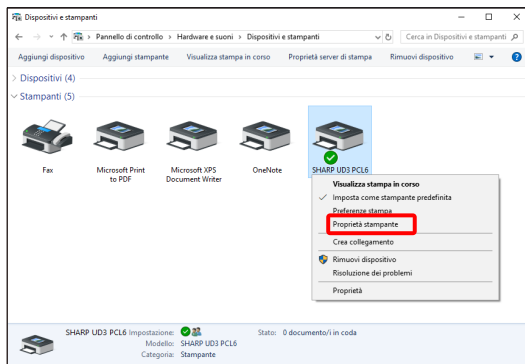 Dispositivi e stampanti
Pannello di controllo > Hardware e suoni > Dispositivi e stampanti
Cerca in Dispositivi e stampanti
Aggiungi dispositivo Aggiungi stampante Visualizza stampa in corso Proprietà server di stampa Rimuovi dispositivo
Dispositivi (4)
Stampanti (5)
Fax
Microsoft Print
to PDF
Microsoft XPS
Document Writer
OneNote
SHARP UD3 PCL6
Visualizza stampa in corso
Imposta come stampante predefinita
Preferenze stampa
Proprietà stampante
Crea collegamento
Rimuovi dispositivo
Risoluzione dei problemi
Proprietà
SHARP UD3 PCL6 Impostazione: Stato: 0 documento/i in coda
Modello: SHARP UD3 PCL6
Categoria: Stampante